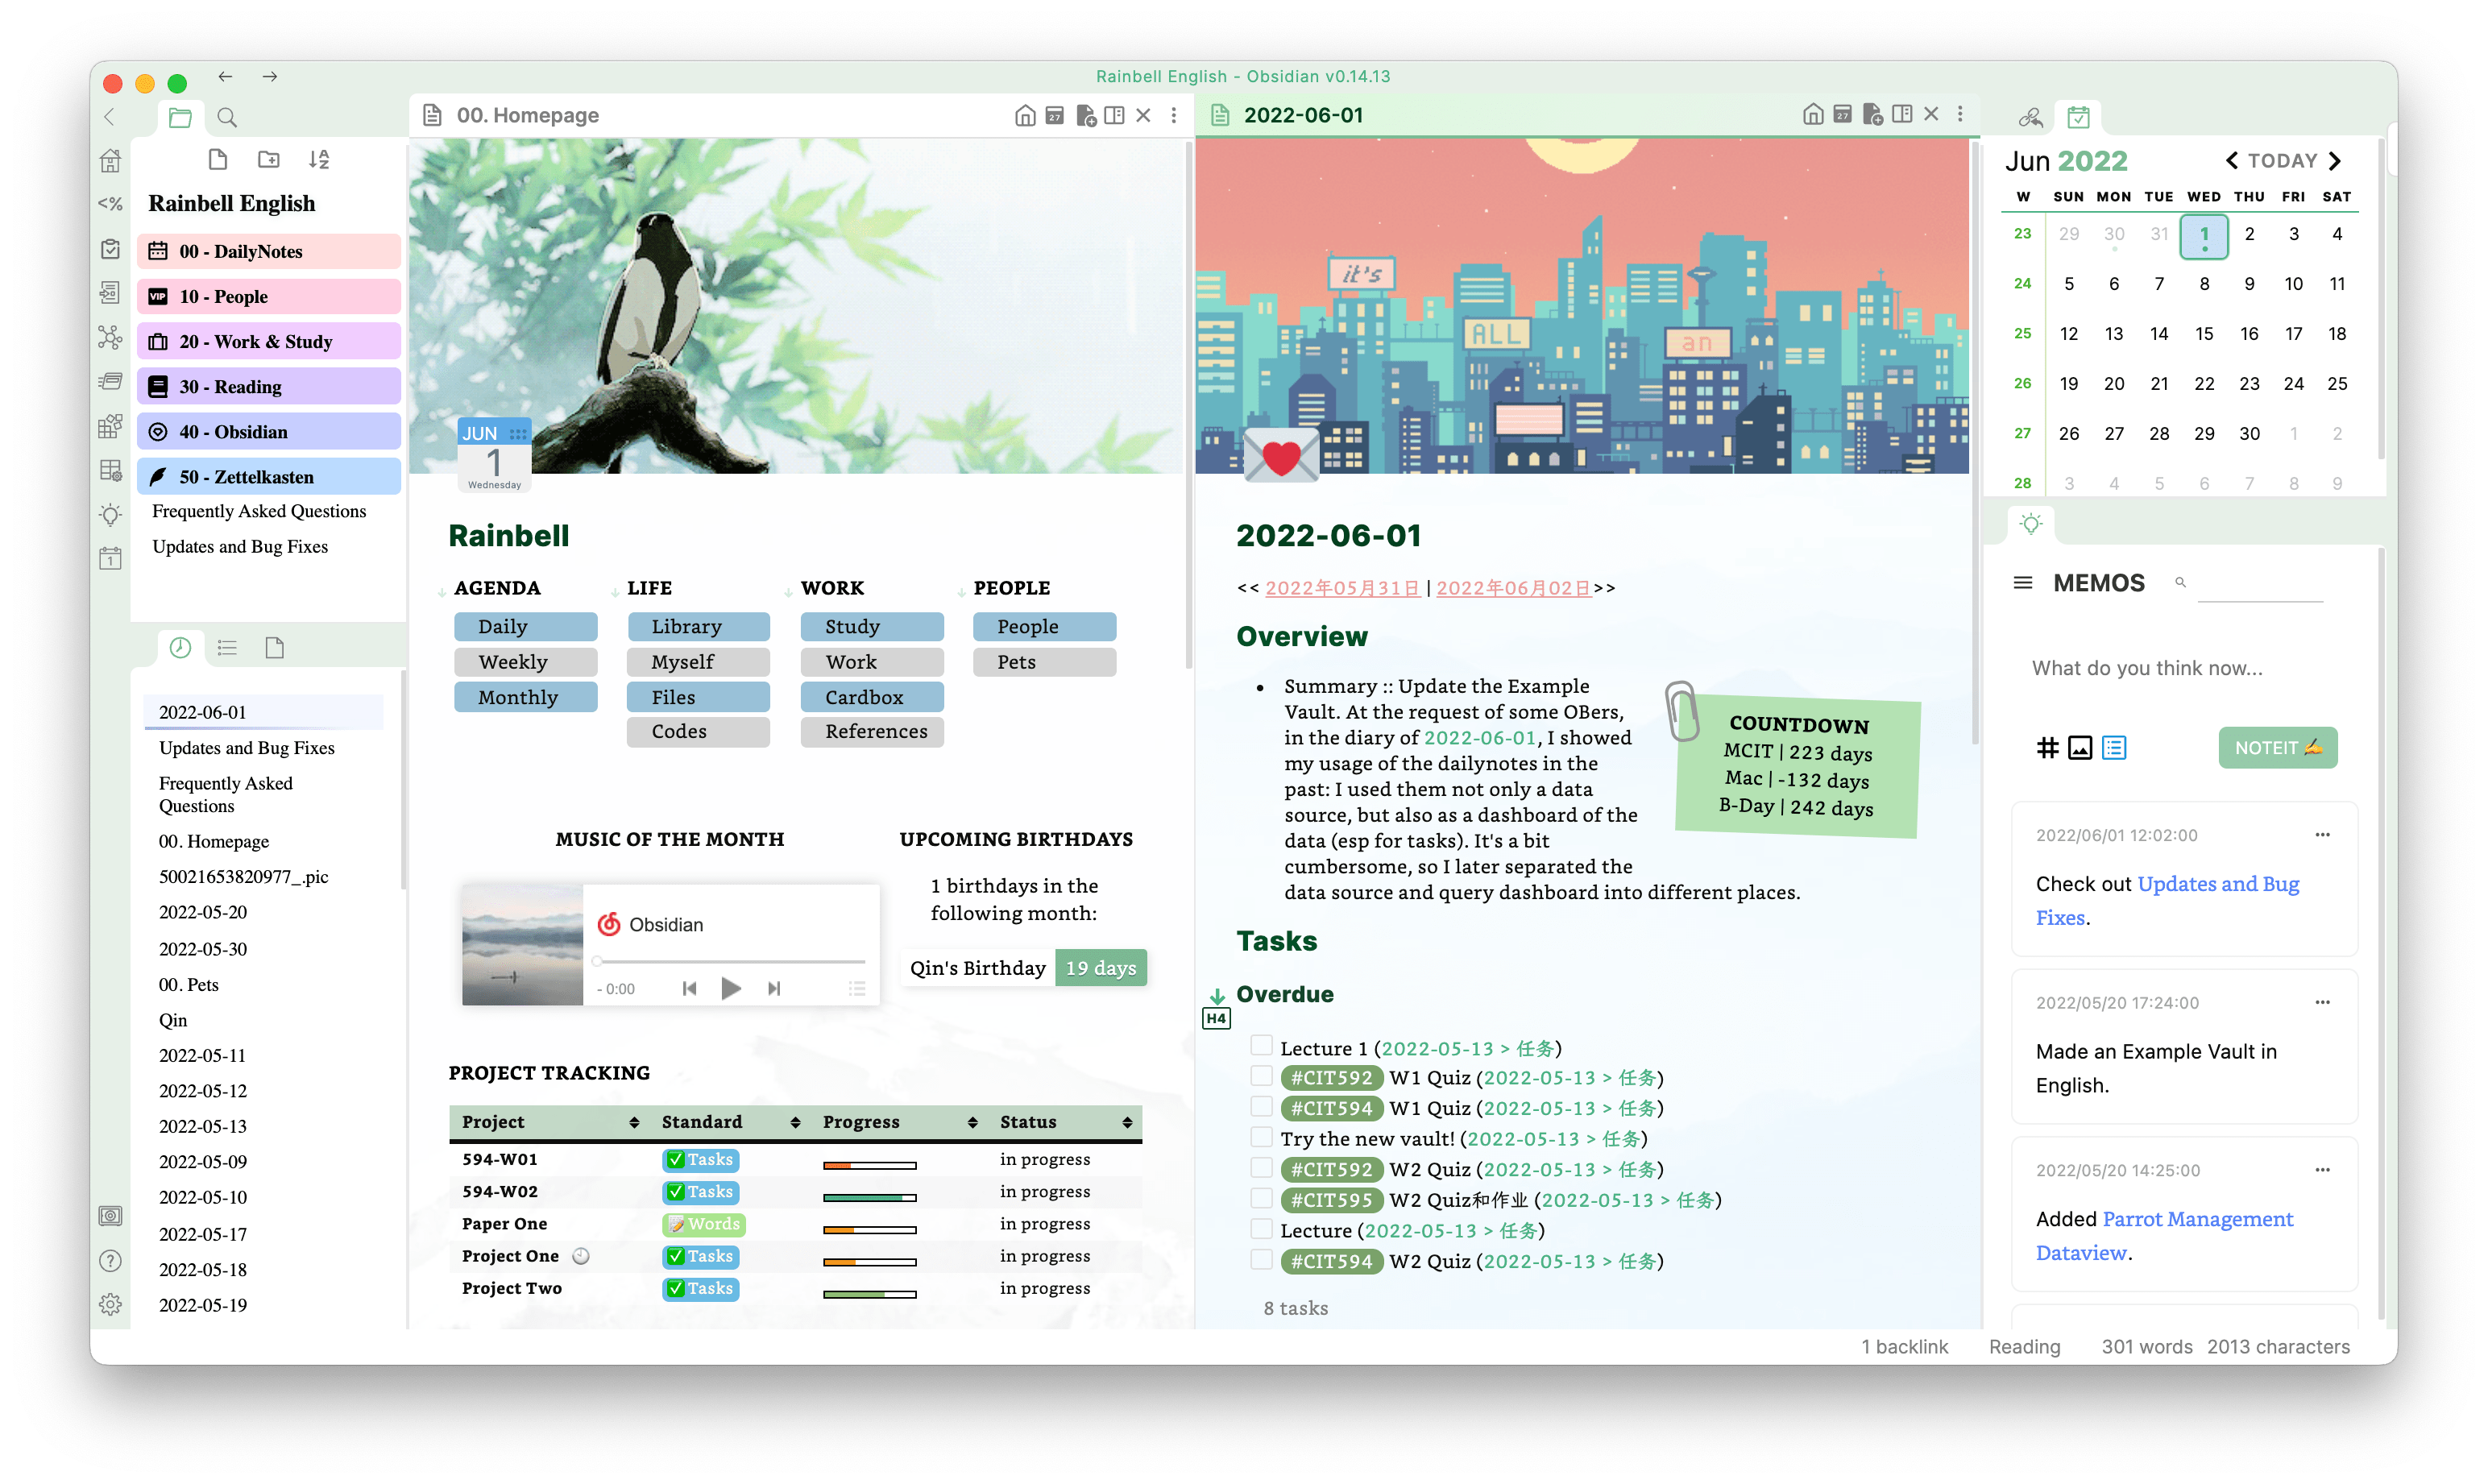 Rainbell English - Obsidian v0.14.13
<%
1
Rainbell English
00 - DailyNotes
VIP 10 - People
20 - Work & Study
30 - Reading
40 - Obsidian
50 - Zettelkasten
Frequently Asked Questions
Updates and Bug Fixes
2022-06-01
Updates and Bug Fixes
Frequently Asked
Questions
00. Homepage
50021653820977_.pic
2022-05-20
2022-05-30
00. Pets
Qin
2022-05-11
2022-05-12
2022-05-13
2022-05-09
2022-05-10
2022-05-17
2022-05-18
2022-05-19
00. Homepage
27
JUN
1
Wednesday
Rainbell
AGENDA LIFE WORK PEOPLE
Daily Library Study People
Weekly Myself Work Pets
Monthly Files Cardbox
Codes References
MUSIC OF THE MONTH
Obsidian
- 0:00
UPCOMING BIRTHDAYS
1 birthdays in the
following month:
Qin's Birthday 19 days
PROJECT TRACKING
Project Standard Progress Status
594-W01 ✅ Tasks in progress
594-W02 ✅ Tasks in progress
Paper One 📝 Words in progress
Project One 🕙 ✅ Tasks in progress
Project Two ✅ Tasks in progress
2022-06-01
27
it's
ALL
an
2022-06-01
<< 2022年05月31日 | 2022年06月02日>>
Overview
Summary :: Update the Example
Vault. At the request of some OBers,
in the diary of 2022-06-01, I showed
my usage of the dailynotes in the
past: I used them not only a data
source, but also as a dashboard of the
data (esp for tasks). It's a bit
cumbersome, so I later separated the
data source and query dashboard into different places.
COUNTDOWN
MCIT | 223 days
Mac | -132 days
B-Day | 242 days
Tasks
Overdue
H4
Lecture 1 (2022-05-13 > 任务)
#CIT592 W1 Quiz (2022-05-13 > 任务)
#CIT594 W1 Quiz (2022-05-13 > 任务)
Try the new vault! (2022-05-13 > 任务)
#CIT592 W2 Quiz (2022-05-13 > 任务)
#CIT595 W2 Quiz和作业 (2022-05-13 > 任务)
Lecture (2022-05-13 > 任务)
#CIT594 W2 Quiz (2022-05-13 > 任务)
8 tasks
Jun 2022
TODAY
W SUN MON TUE WED THU FRI SAT
23 29 30 31 1 2 3 4
24 5 6 7 8 9 10 11
25 12 13 14 15 16 17 18
26 19 20 21 22 23 24 25
27 26 27 28 29 30 1 2
28 3 4 5 6 7 8 9
MEMOS
What do you think now...
NOTEIT ✍️
2022/06/01 12:02:00
Check out Updates and Bug
Fixes.
2022/05/20 17:24:00
Made an Example Vault in
English.
2022/05/20 14:25:00
Added Parrot Management
Dataview.
1 backlink Reading 301 words 2013 characters